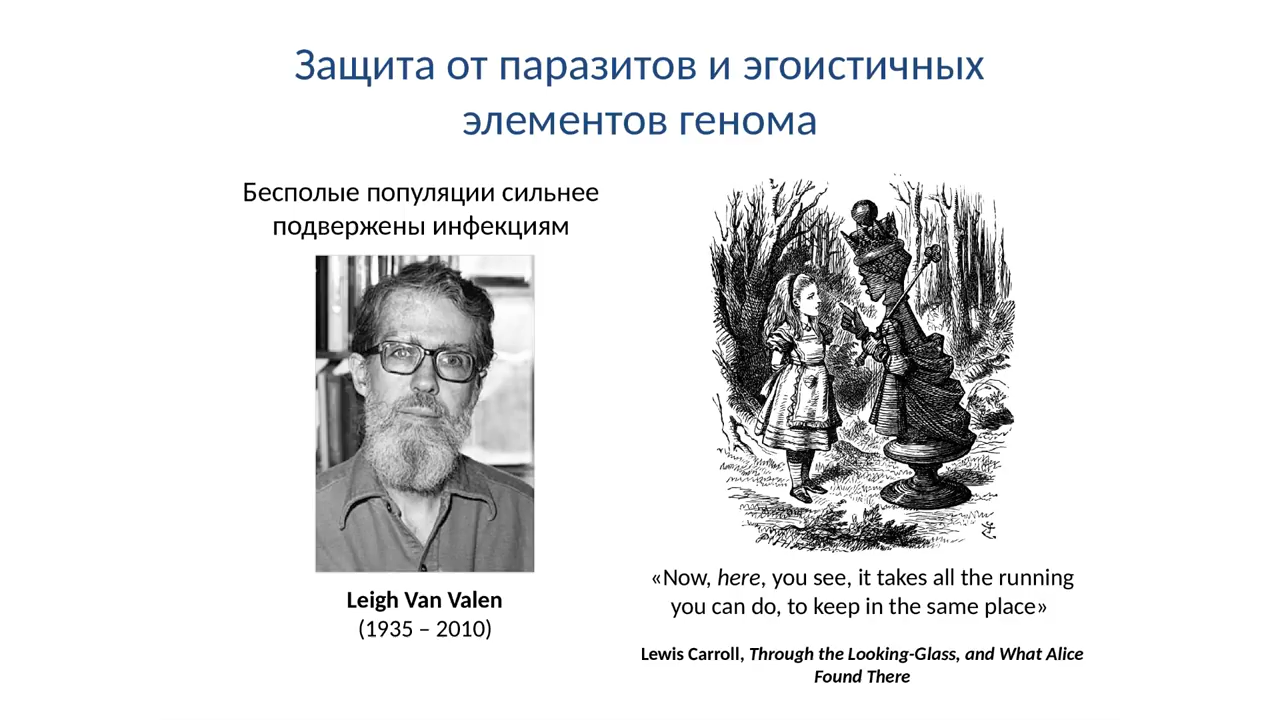 Защита от паразитов и эгоистичных
элементов генома
Бесполые популяции сильнее
подвержены инфекциям
Leigh Van Valen
(1935 – 2010)
«Now, here, you see, it takes all the running
you can do, to keep in the same place»
Lewis Carroll, Through the Looking-Glass, and What Alice
Found There